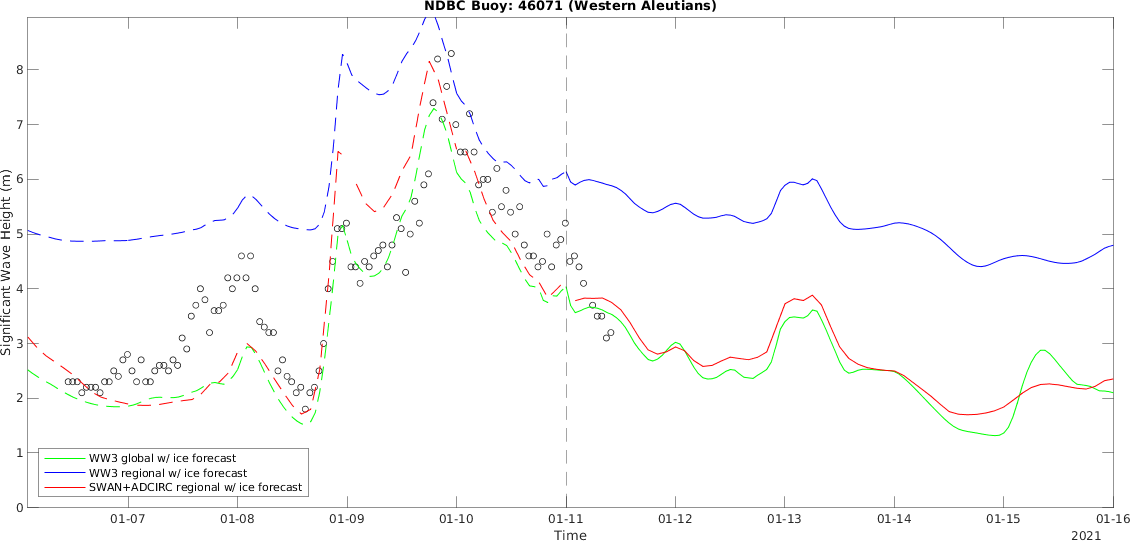 NDBC Buoy: 46071 (Western Aleutians)
Significant Wave Height (m)
8
7
6
5
4
3
2
1
0
WW3 global w/ ice forecast
WW3 regional w/ ice forecast
SWAN+ADCIRC regional w/ ice forecast
01-07 01-08 01-09 01-10 01-11 01-12 01-13 01-14 01-15 01-16
Time
2021